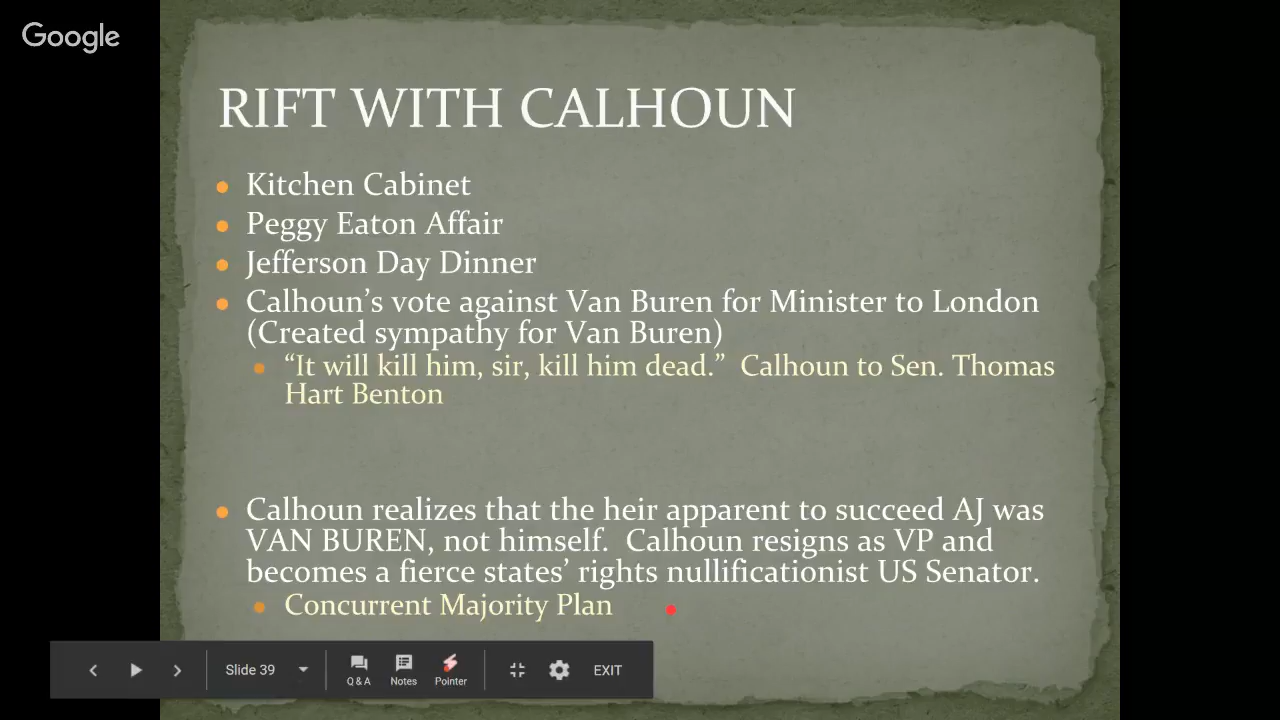 Google
RIFT WITH CALHOUN
Kitchen Cabinet
Peggy Eaton Affair
Jefferson Day Dinner
Calhoun’s vote against Van Buren for Minister to London
(Created sympathy for Van Buren)
“It will kill him, sir, kill him dead.”  Calhoun to Sen. Thomas
Hart Benton
Calhoun realizes that the heir apparent to succeed AJ was
VAN BUREN, not himself.  Calhoun resigns as VP and
becomes a fierce states’ rights nullificationist US Senator.
Concurrent Majority Plan
Slide 39
Q & A
Notes
Pointer
EXIT